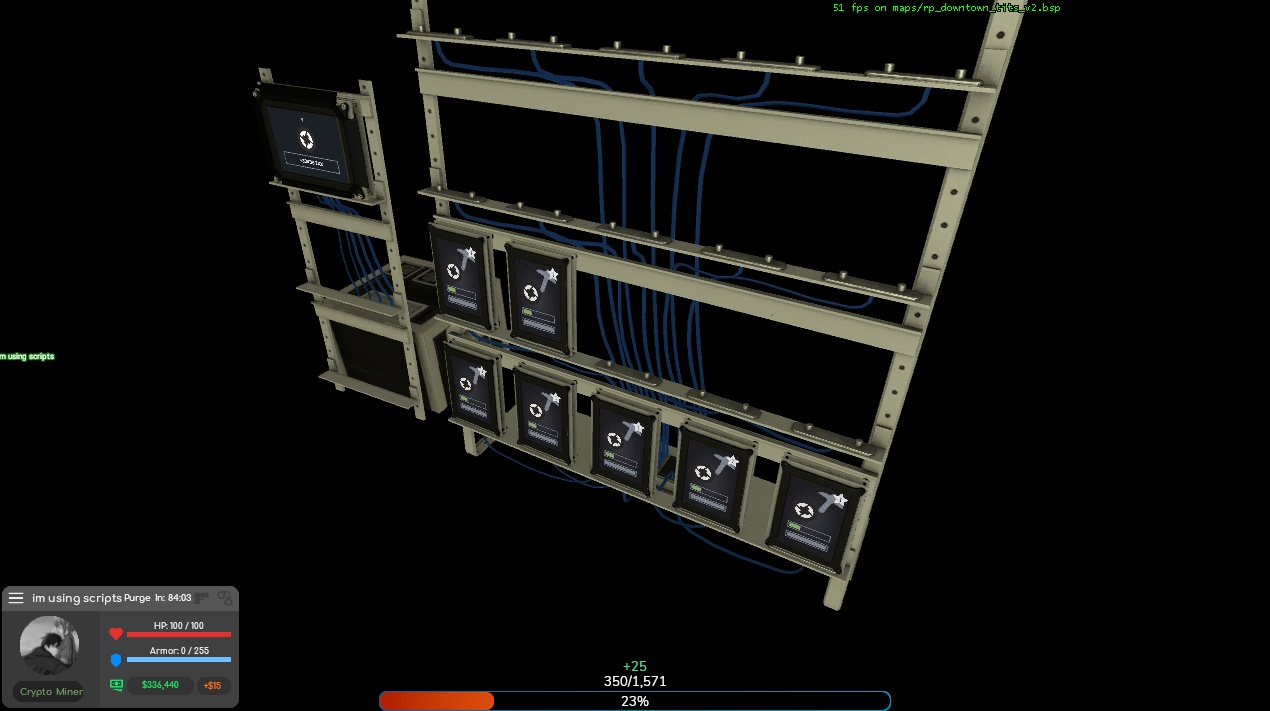 51 fps on maps/rp_downtown_tits_v2.bsp
m using scripts
im using scripts Purge In: 84:03
HP: 100 / 100
Armor: 0 / 255
Crypto Miner
$336,440
+$15
+25
350/1,571
23%